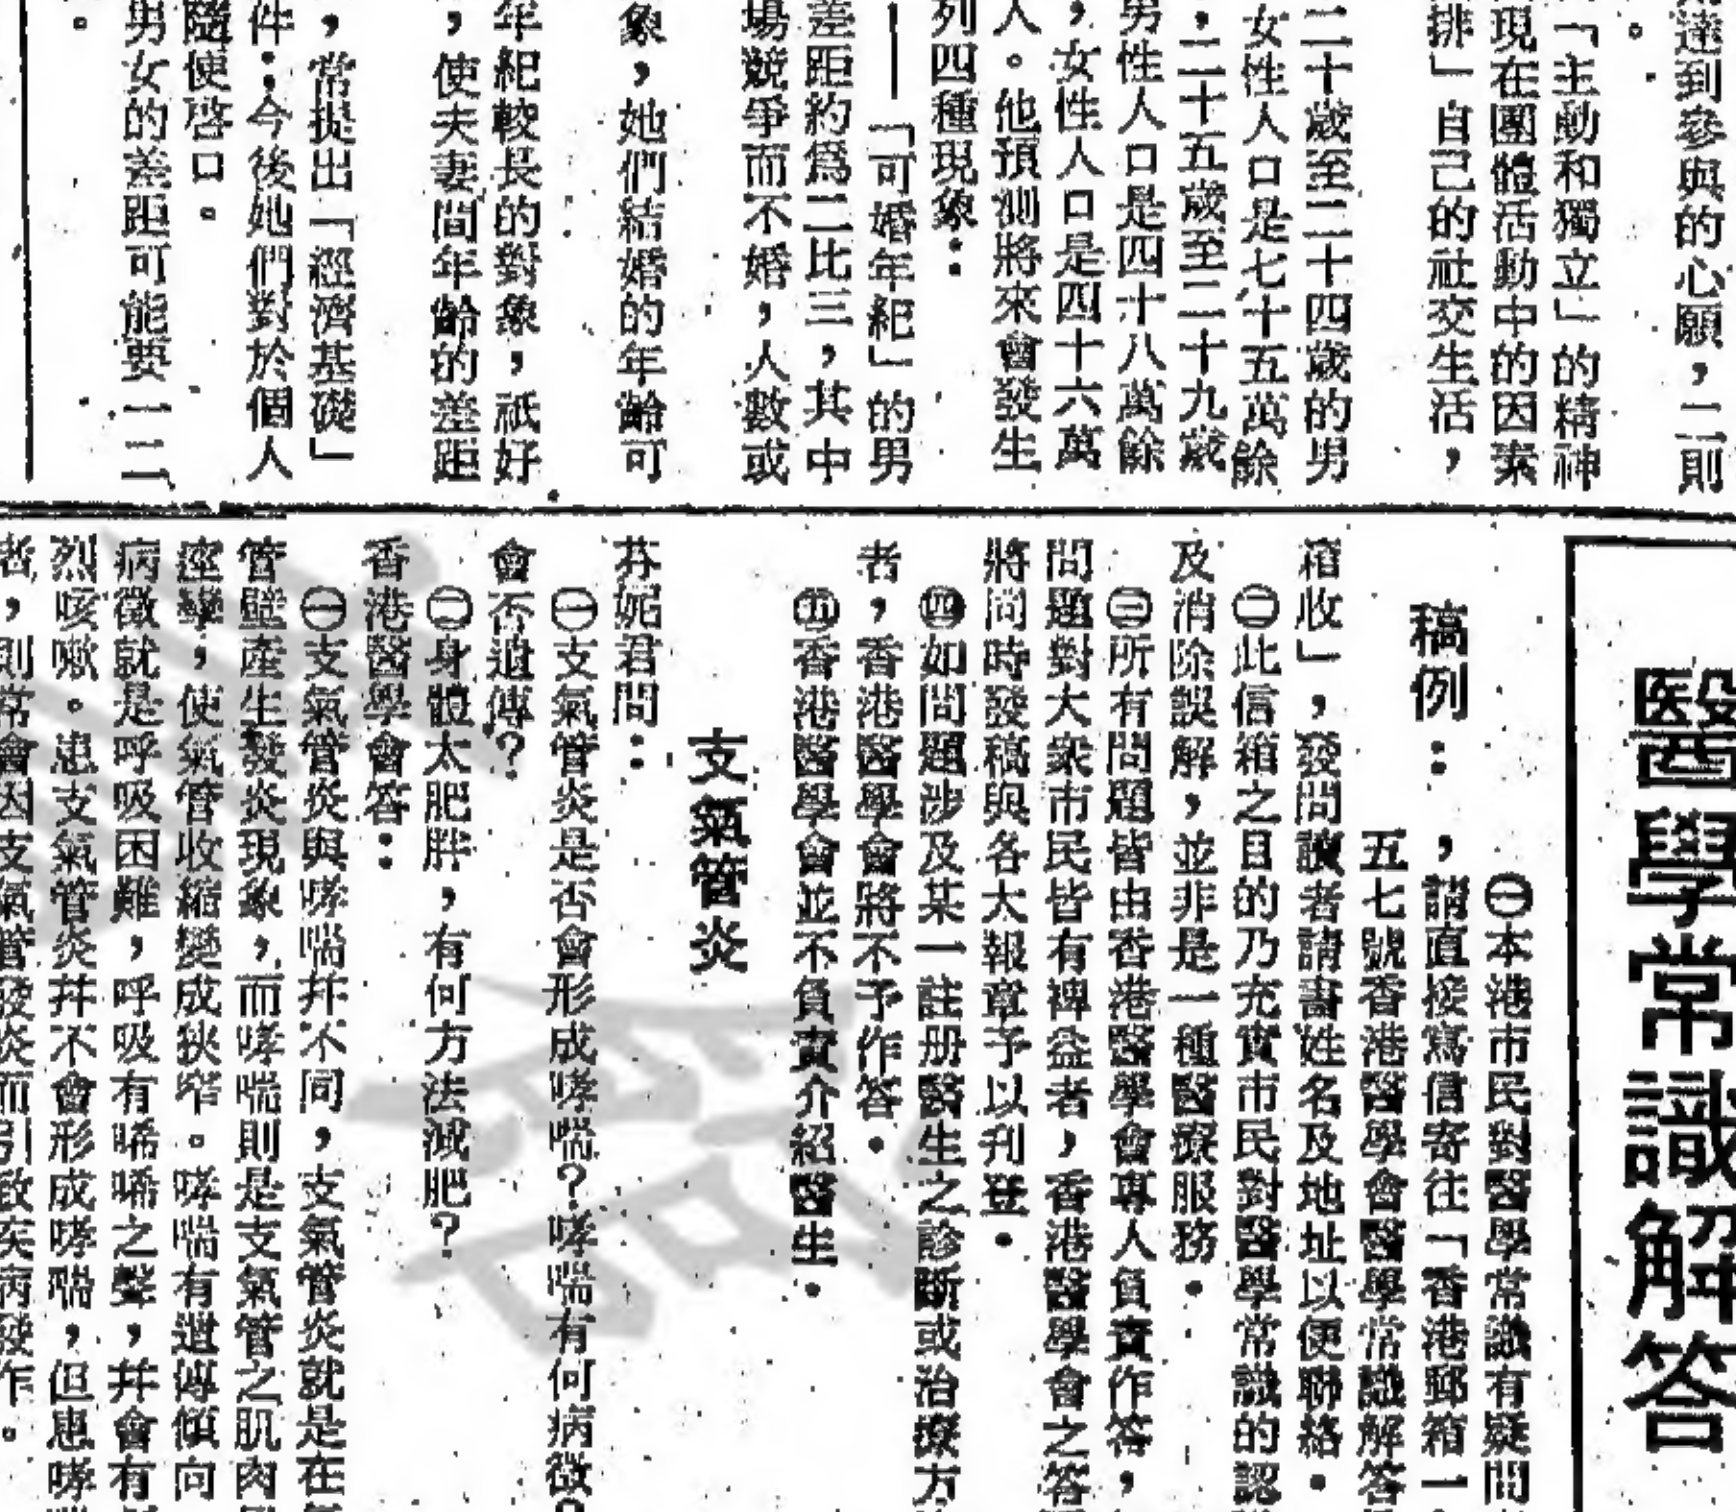 達到參與的心願，二則
。
「主動和獨立」的精神
現在團體活動中的因素
排」自己的社交生活，
二十歲至二十四歲的男
女性人口是七十五萬餘
，二十五歲至二十九歲
男性人口是四十八萬餘
，女性人口是四十六萬
人。他預測將來會發生
列四種現象：
——「可婚年紀」的男
差距約爲二比三，其中
場競爭而不婚，人數或
象，她們結婚的年齡可
年紀較長的對象，祇好
，使夫妻間年齡的差距
，常提出「經濟基礎」
件；今後她們對於個人
隨便啓口。
男女的差距可能要一二
。
醫學常識解答
稿例：
㊀本港市民對醫學常識有疑問
，請直接寫信寄往「香港郵箱一
五七號香港醫學會醫學常識解答
箱收」，發問讀者請書姓名及地址以便聯絡。
㊁此信箱之目的乃充實市民對醫學常識的認
及消除誤解，並非是一種醫療服務。
㊂所有問題皆由香港醫學會專人負責作答，
問題對大衆市民皆有裨益者，香港醫學會之答
將同時發稿與各大報章予以刊登。
㊃如問題涉及某一註册醫生之診斷或治療方
者，香港醫學會將不予作答。
㊄香港醫學會並不負責介紹醫生。
支氣管炎
芬妮君問：
㊀支氣管炎是否會形成哮喘？哮喘有何病徵？
會否遺傳？
㊁身體太肥胖，有何方法減肥？
香港醫學會答：
㊀支氣管炎與哮喘幷不同，支氣管炎就是在
管壁產生發炎現象，而哮喘則是支氣管之肌肉
痙攣，使氣管收縮變成狹窄。哮喘有遺傳傾向
病徵就是呼吸困難，呼吸有唏唏之聲，幷會有
烈咳嗽。患支氣管炎幷不會形成哮喘，但患哮
者，則常會因支氣管發炎而引致疾病發作。